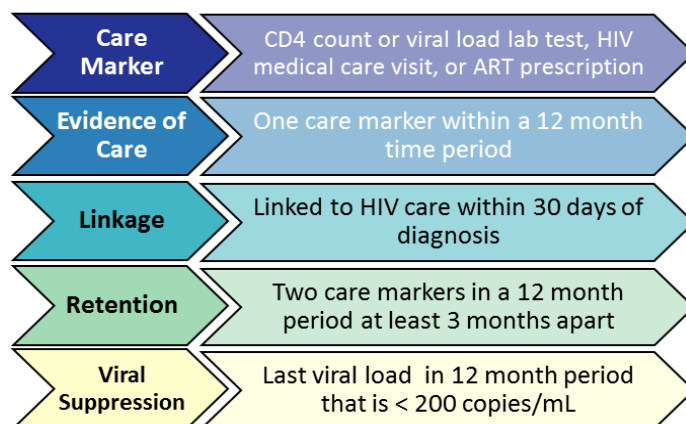 Care
Marker
CD4 count or viral load lab test, HIV
medical care visit, or ART prescription
Evidence of
Care
One care marker within a 12 month
time period
Linkage
Linked to HIV care within 30 days of
diagnosis
Retention
Two care markers in a 12 month
period at least 3 months apart
Viral
Suppression
Last viral load in 12 month period
that is < 200 copies/mL